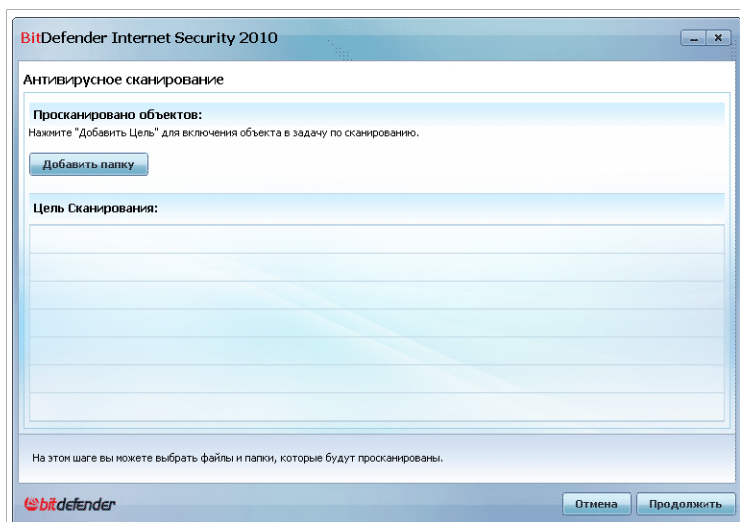 BitDefender Internet Security 2010
Антивирусное сканирование
Просканировано объектов:
Нажмите "Добавить Цель" для включения объекта в задачу по сканированию.
Добавить папку
Цель Сканирования:
На этом шаге вы можете выбрать файлы и папки, которые будут просканированы.
bitdefender
Отмена
Продолжить